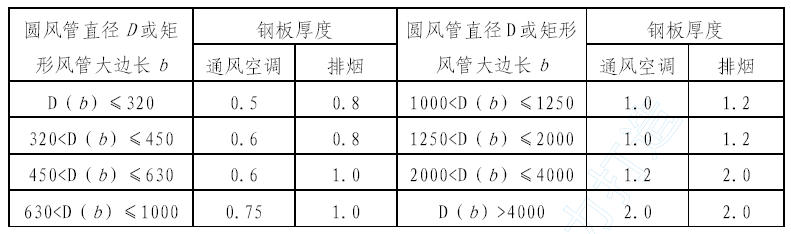 圆风管直径 D 或矩形风管大边长 b 钢板厚度 圆风管直径 D 或矩形风管大边长 b 钢板厚度
通风空调 排烟 通风空调 排烟
D(b)≤320 0.5 0.8 1000<D(b)≤1250 1.0 1.2
320<D(b)≤450 0.6 0.8 1250<D(b)≤2000 1.0 1.2
450<D(b)≤630 0.6 1.0 2000<D(b)≤4000 1.2 2.0
630<D(b)≤1000 0.75 1.0 D(b)>4000 2.0 2.0
力打造